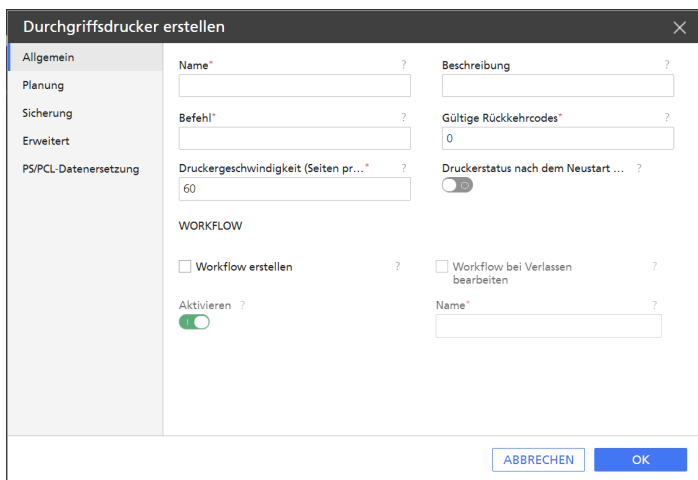 Durchgriffsdrucker erstellen
Allgemein
Planung
Sicherung
Erweitert
PS/PCL-Datenersetzung
Name* ?
Beschreibung ?
Befehl* ?
Gültige Rückkehrcodes* ?
0
Druckergeschwindigkeit (Seiten pr...* ?
60
Druckerstatus nach dem Neustart ... ?
WORKFLOW
Workflow erstellen ?
Workflow bei Verlassen ?
bearbeiten
Aktivieren ?
Name* ?
ABBRECHEN
OK